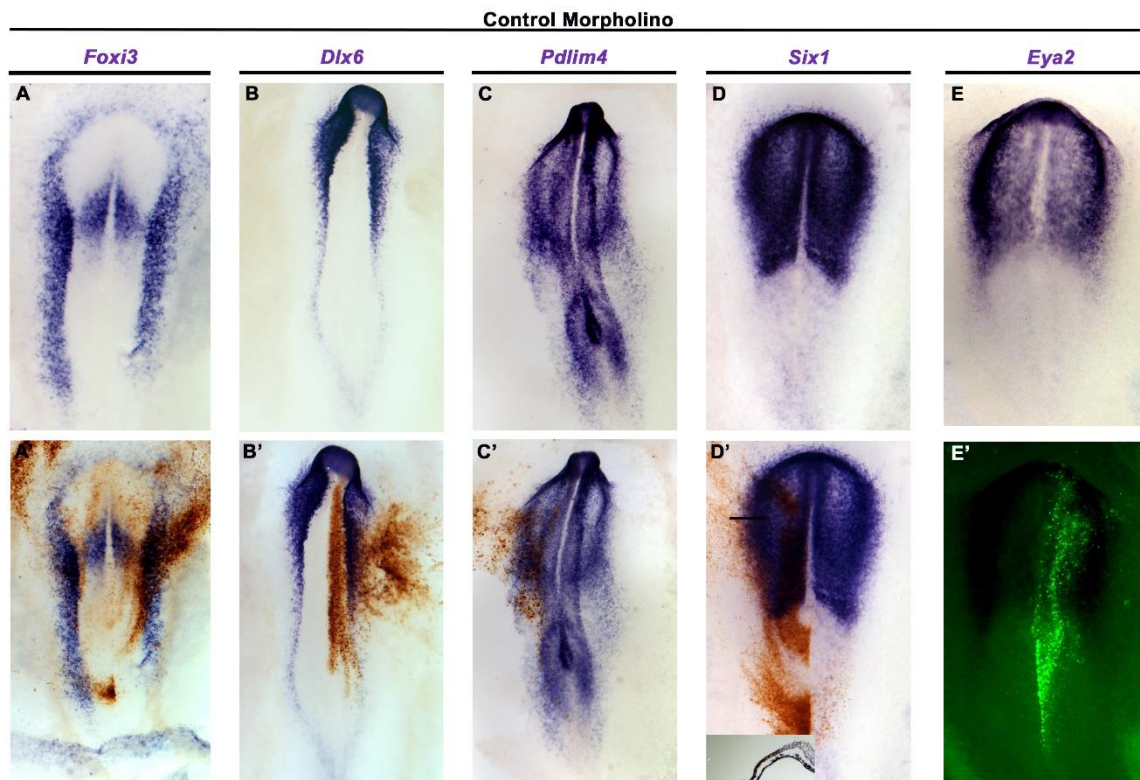 Control Morpholino
Foxi3 Dlx6 Pdlim4 Six1 Eya2
A B C D E
A' B' C' D' E'